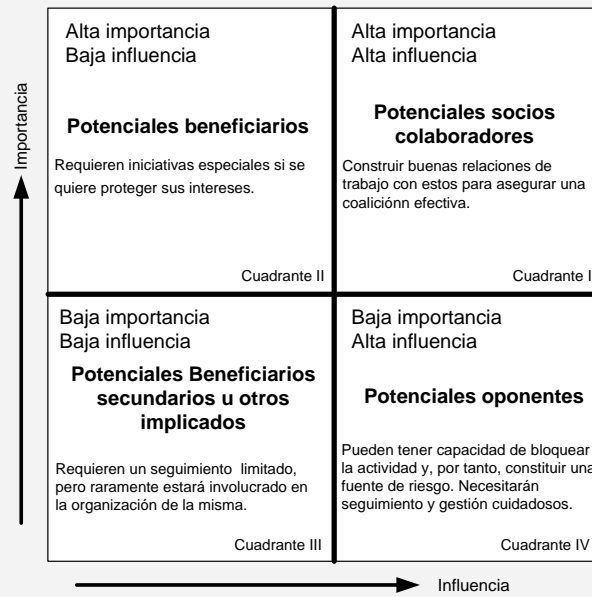 Importancia
Alta importancia
Baja influencia
Potenciales beneficiarios
Requieren iniciativas especiales si se
quiere proteger sus intereses.
Cuadrante II
Alta importancia
Alta influencia
Potenciales socios
colaboradores
Construir buenas relaciones de
trabajo con estos para asegurar una
coaliciónn efectiva.
Cuadrante I
Baja importancia
Baja influencia
Potenciales Beneficiarios
secundarios u otros
implicados
Requieren un seguimiento limitado,
pero raramente estará involucrado en
la organización de la misma.
Cuadrante III
Baja importancia
Alta influencia
Potenciales oponentes
Pueden tener capacidad de bloquear
la actividad y, por tanto, constituir una
fuente de riesgo. Necesitarán
seguimiento y gestión cuidadosos.
Cuadrante IV
Influencia